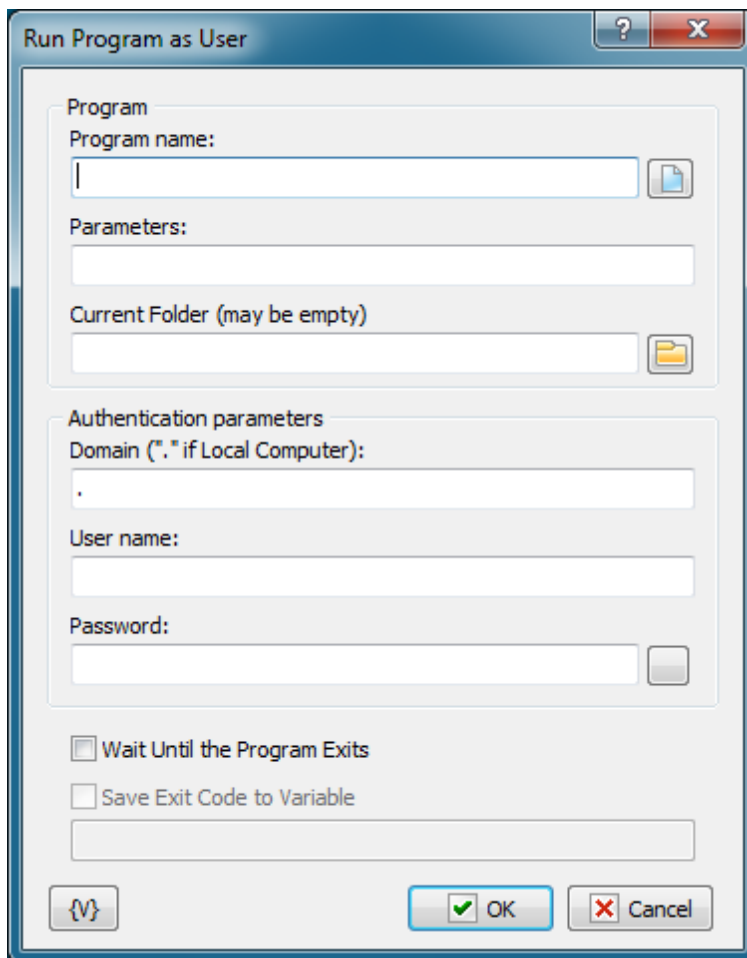 Run Program as User
?
Program
Program name:
Parameters:
Current Folder (may be empty)
Authentication parameters
Domain ("." if Local Computer):
.
User name:
Password:
Wait Until the Program Exits
Save Exit Code to Variable
{V} OK Cancel